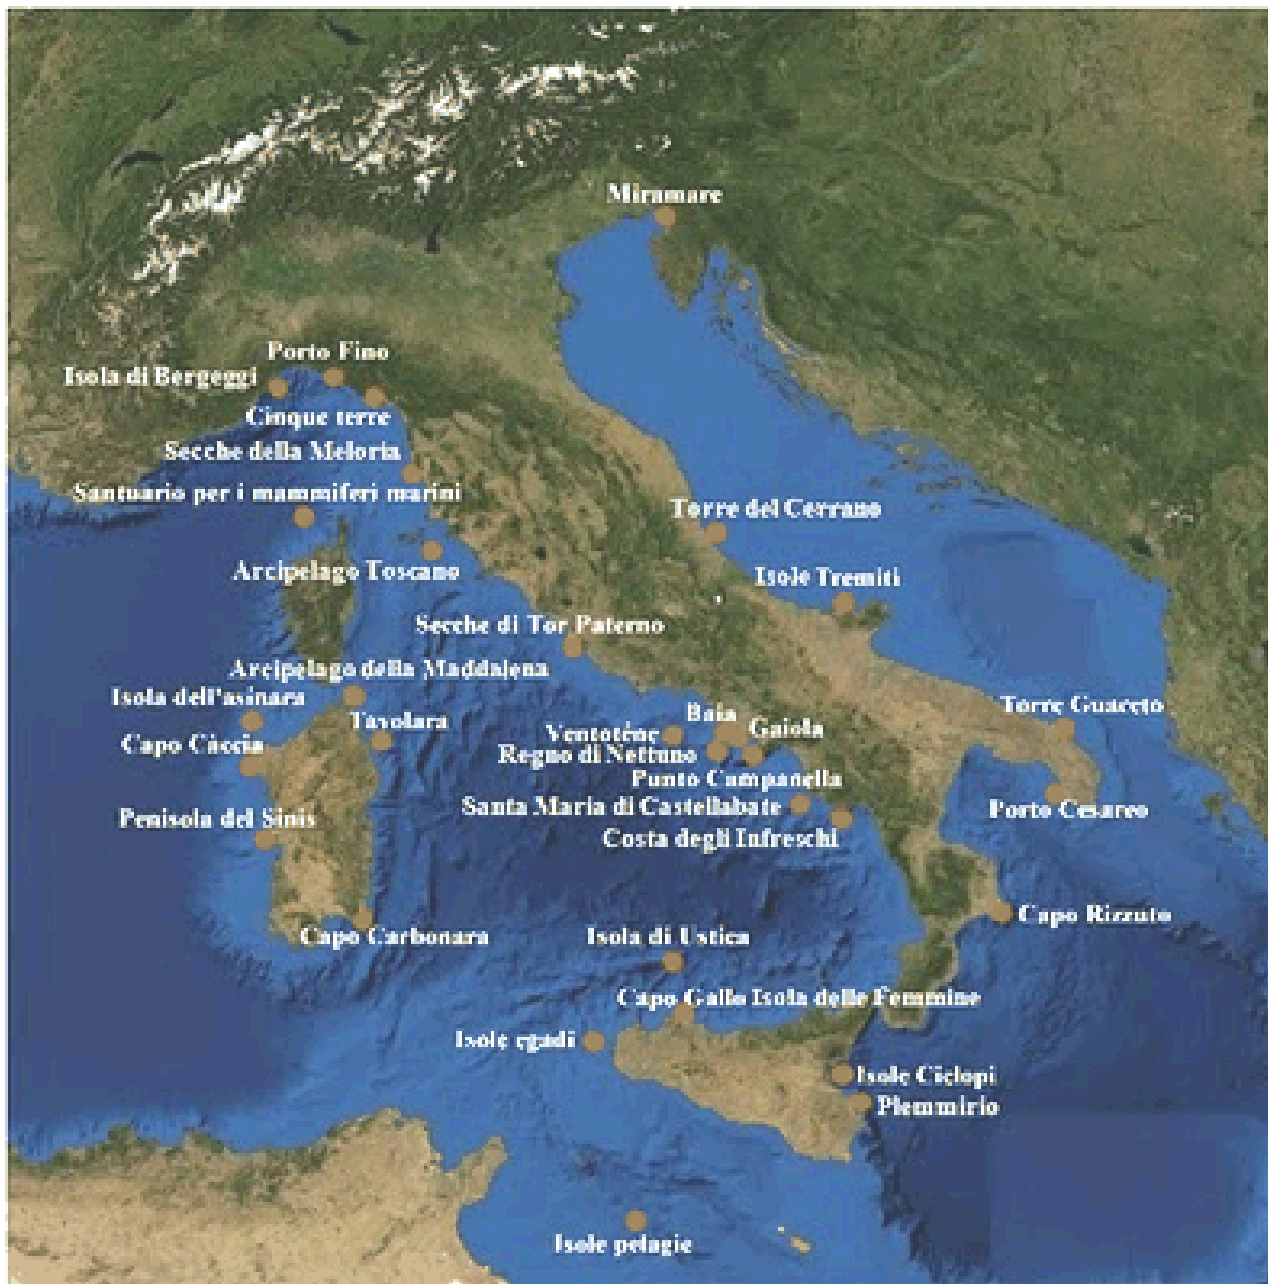 Miramare
Porto Fino
Isola di Bergeggi
Cinque terre
Secche della Meloria
Santuario per i mammiferi marini
Torre del Cerrano
Arcipelago Toscano
Isole Tremiti
Secche di Tor Paterno
Arcipelago della Maddalena
Isola dell'asinara
Tavolara
Torre Guaceto
Baia
Gaiola
Ventotene
Capo Caccia
Regno di Nettuno
Punto Campanella
Santa Maria di Castellabate
Porto Cesareo
Penisola del Sinis
Costa degli Infreschi
Capo Rizzuto
Capo Carbonara
Isola di Ustica
Capo Gallo Isola delle Femmine
Isole egadi
Isole Ciclopi
Plemmirio
Isole pelagie